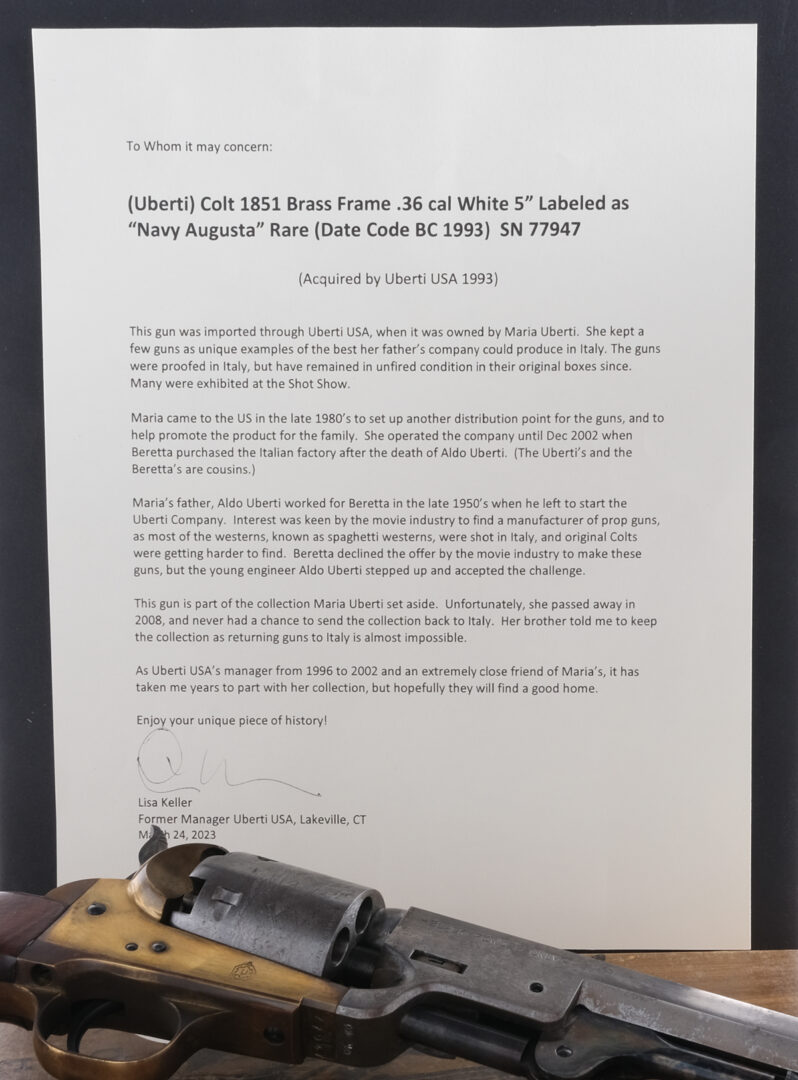 To Whom it may concern:
(Uberti) Colt 1851 Brass Frame .36 cal White 5” Labeled as
“Navy Augusta” Rare (Date Code BC 1993)  SN 77947
(Acquired by Uberti USA 1993)
This gun was imported through Uberti USA, when it was owned by Maria Uberti.  She kept a
few guns as unique examples of the best her father’s company could produce in Italy. The guns
were proofed in Italy, but have remained in unfired condition in their original boxes since.
Many were exhibited at the Shot Show.
Maria came to the US in the late 1980’s to set up another distribution point for the guns, and to
help promote the product for the family.  She operated the company until Dec 2002 when
Beretta purchased the Italian factory after the death of Aldo Uberti.  (The Uberti’s and the
Beretta’s are cousins.)
Maria’s father, Aldo Uberti worked for Beretta in the late 1950’s when he left to start the
Uberti Company.  Interest was keen by the movie industry to find a manufacturer of prop guns,
as most of the westerns, known as spaghetti westerns, were shot in Italy, and original Colts
were getting harder to find.  Beretta declined the offer by the movie industry to make these
guns, but the young engineer Aldo Uberti stepped up and accepted the challenge.
This gun is part of the collection Maria Uberti set aside.  Unfortunately, she passed away in
2008, and never had a chance to send the collection back to Italy.  Her brother told me to keep
the collection as returning guns to Italy is almost impossible.
As Uberti USA’s manager from 1996 to 2002 and an extremely close friend of Maria’s, it has
taken me years to part with her collection, but hopefully they will find a good home.
Enjoy your unique piece of history!
Lisa Keller
Former Manager Uberti USA, Lakeville, CT
24, 2023